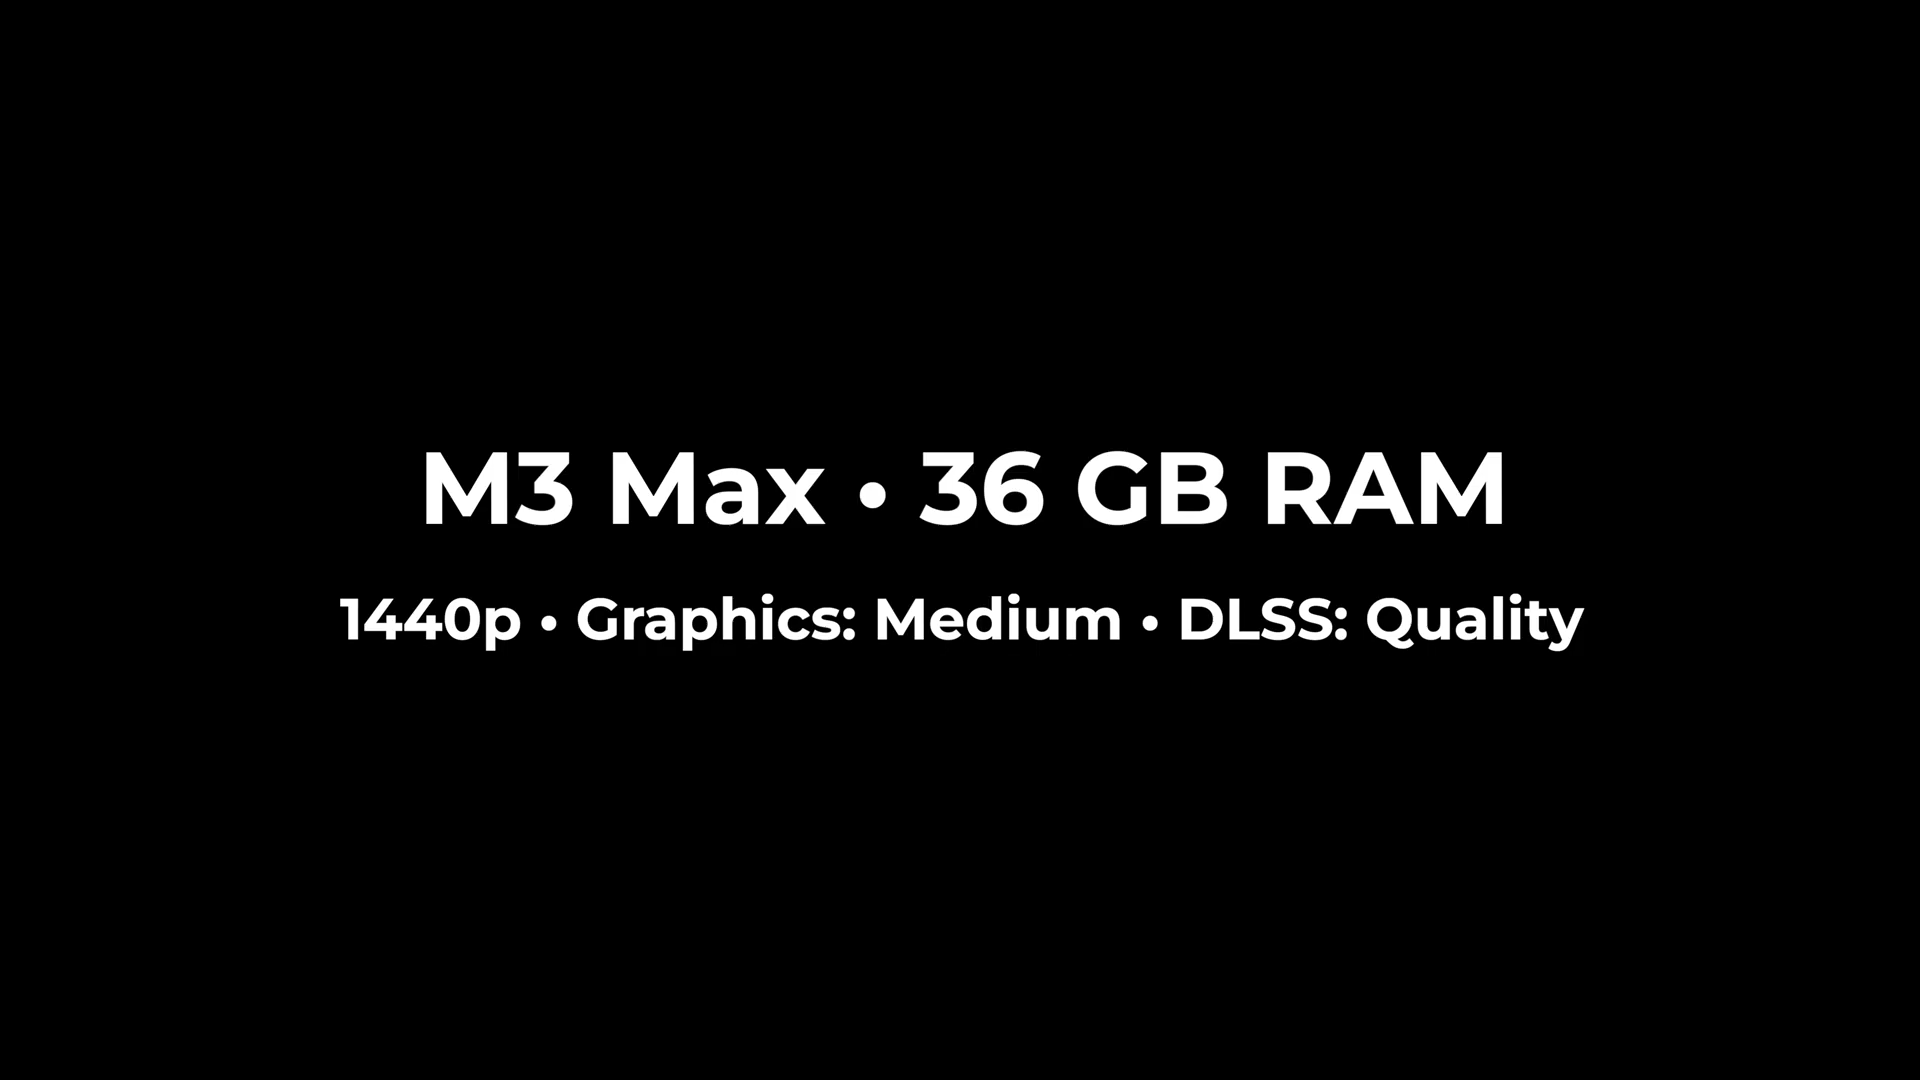 M3 Max • 36 GB RAM
1440p • Graphics: Medium • DLSS: Quality